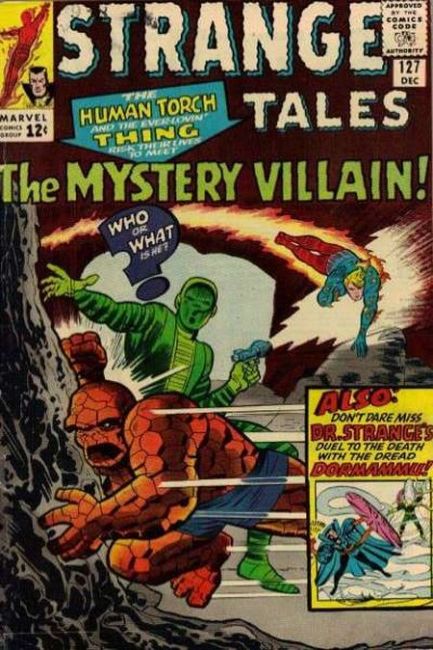 STRANGE
TALES
APPROVED
BY THE
COMICS
CODE
AUTHORITY
127
DEC
MARVEL
COMICS
GROUP
12¢
THE
HUMAN TORCH
AND THE EVER-LOVIN'
THING
RISK THEIR LIVES
TO MEET
The MYSTERY VILLAIN!
WHO
OR
WHAT
IS HE?
ALSO:
DON'T DARE MISS
DR. STRANGE'S
DUEL TO THE DEATH
WITH THE DREAD
DORMAMMU!